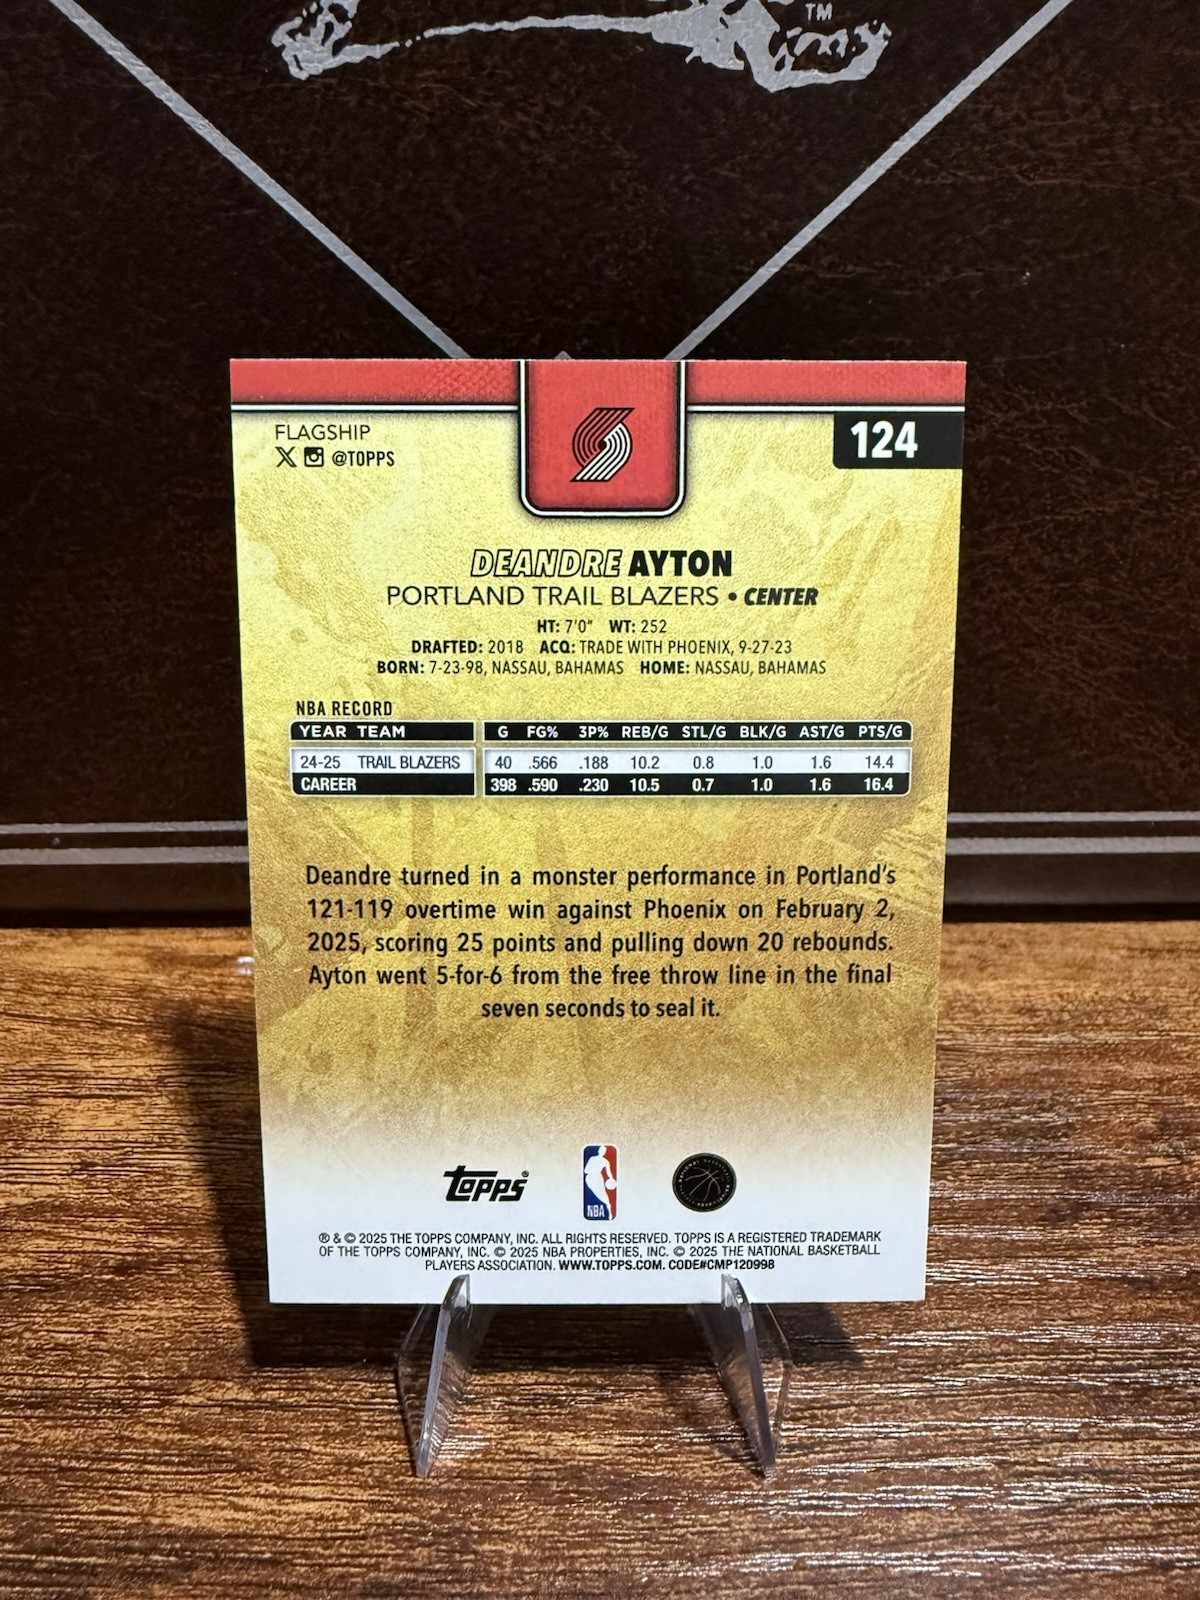 TM
FLAGSHIP
X @TOPPS
124
DEANDRE AYTON
PORTLAND TRAIL BLAZERS • CENTER
HT: 7'0" WT: 252
DRAFTED: 2018 ACQ: TRADE WITH PHOENIX, 9-27-23
BORN: 7-23-98, NASSAU, BAHAMAS HOME: NASSAU, BAHAMAS
NBA RECORD
YEAR TEAM G FG% 3P% REB/G STL/G BLK/G AST/G PTS/G
24-25 TRAIL BLAZERS 40 .566 .188 10.2 0.8 1.0 1.6 14.4
CAREER 398 .590 .230 10.5 0.7 1.0 1.6 16.4
Deandre turned in a monster performance in Portland's
121-119 overtime win against Phoenix on February 2,
2025, scoring 25 points and pulling down 20 rebounds.
Ayton went 5-for-6 from the free throw line in the final
seven seconds to seal it.
Topps®
NBA
® & © 2025 THE TOPPS COMPANY, INC. ALL RIGHTS RESERVED. TOPPS IS A REGISTERED TRADEMARK
OF THE TOPPS COMPANY, INC. © 2025 NBA PROPERTIES, INC. © 2025 THE NATIONAL BASKETBALL
PLAYERS ASSOCIATION. WWW.TOPPS.COM. CODE#CMP120998